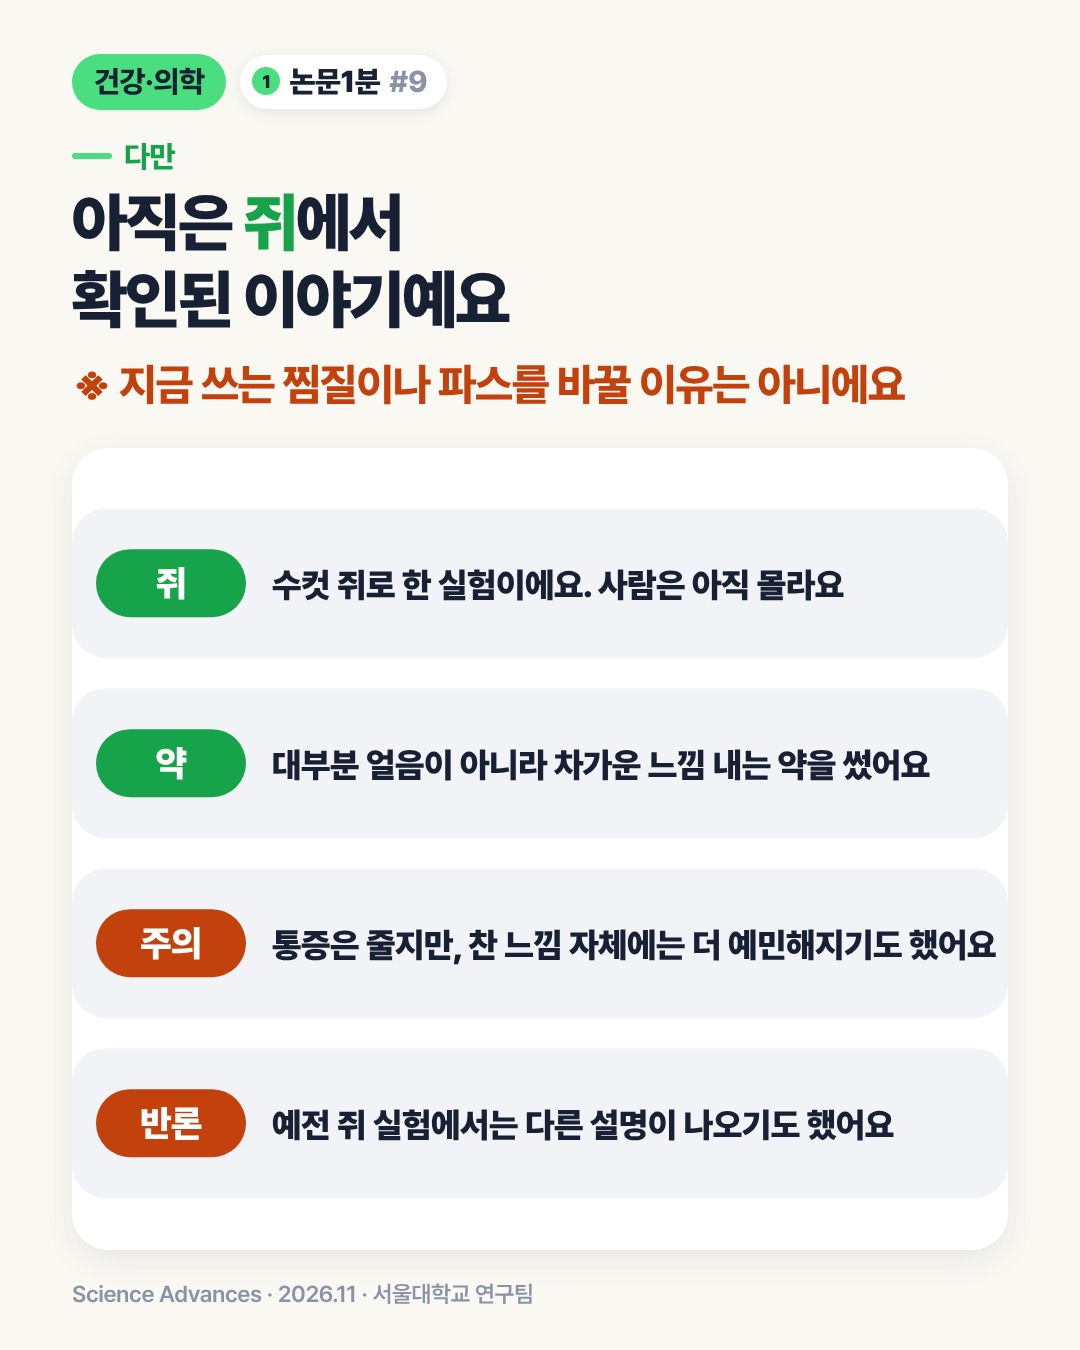 건강·의학
1 논문1분 #9
다만
아직은 쥐에서
확인된 이야기예요
※ 지금 쓰는 찜질이나 파스를 바꿀 이유는 아니에요
쥐 수컷 쥐로 한 실험이에요. 사람은 아직 몰라요
약 대부분 얼음이 아니라 차가운 느낌 내는 약을 썼어요
주의 통증은 줄지만, 찬 느낌 자체에는 더 예민해지기도 했어요
반론 예전 쥐 실험에서는 다른 설명이 나오기도 했어요
Science Advances · 2026.11 · 서울대학교 연구팀